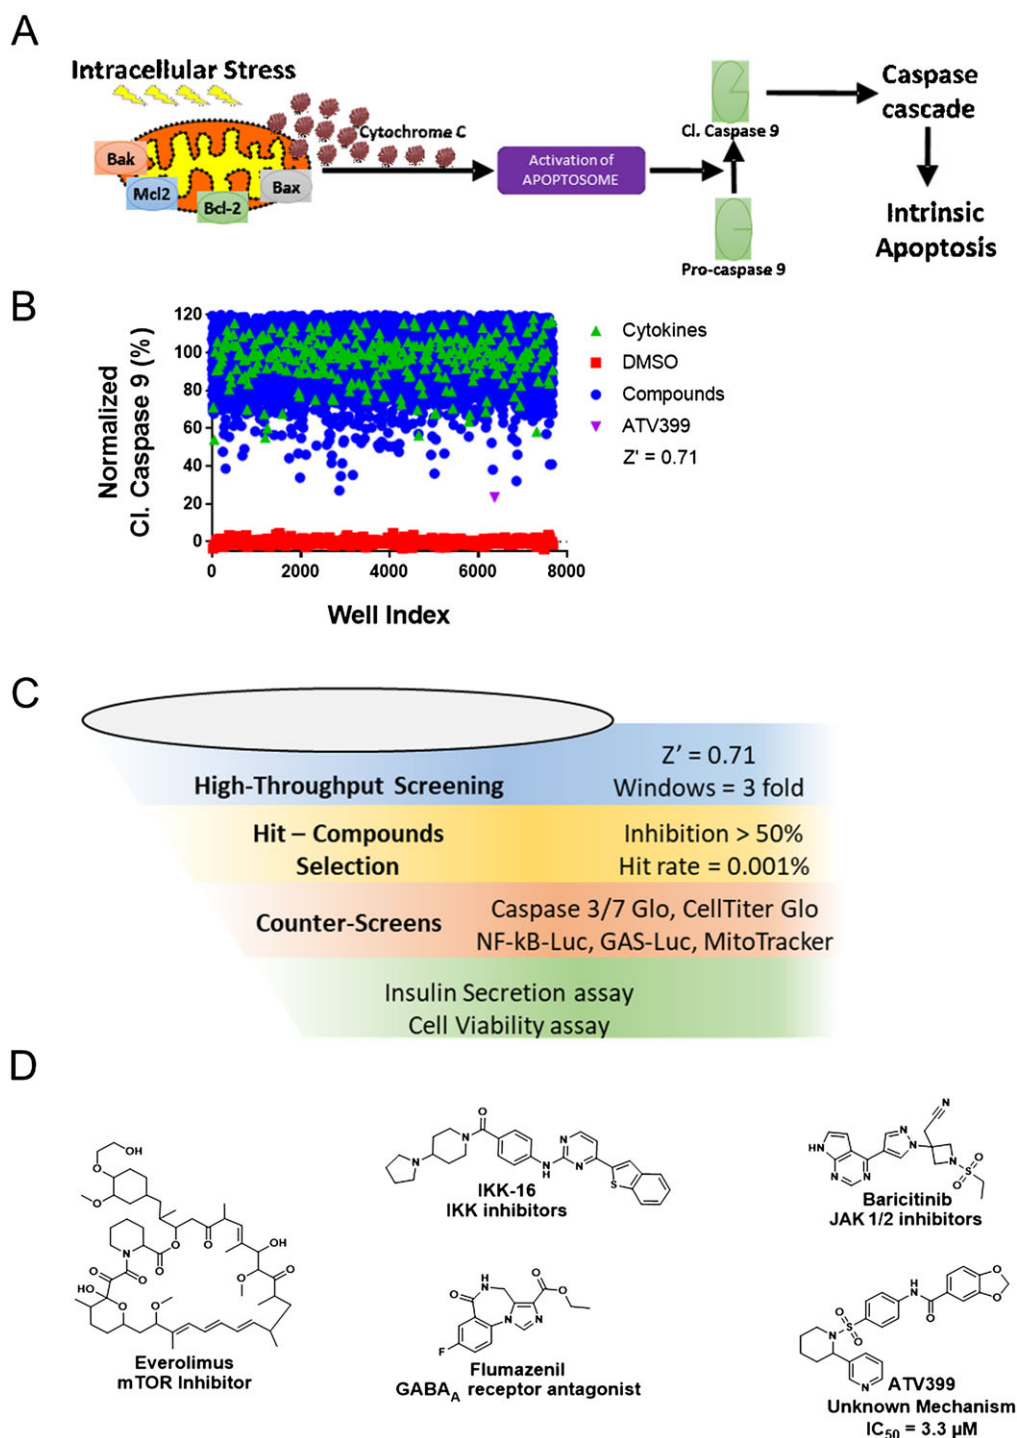 A
Intracellular Stress
Cytochrome C
Bak
Mcl2
Bcl-2
Bax
Activation of
APOPTOSOME
Cl. Caspase 9
Pro-caspase 9
Caspase
cascade
Intrinsic
Apoptosis
B
Normalized
Cl. Caspase 9 (%)
120
100
80
60
40
20
0
0 2000 4000 6000 8000
Well Index
Cytokines
DMSO
Compounds
ATV399
Z' = 0.71
C
High-Throughput Screening
Z’ = 0.71
Windows = 3 fold
Hit – Compounds
Selection
Inhibition > 50%
Hit rate = 0.001%
Counter-Screens
Caspase 3/7 Glo, CellTiter Glo
NF-kB-Luc, GAS-Luc, MitoTracker
Insulin Secretion assay
Cell Viability assay
D
Everolimus
mTOR Inhibitor
IKK-16
IKK inhibitors
Flumazenil
GABA_A receptor antagonist
Baricitinib
JAK 1/2 inhibitors
ATV399
Unknown Mechanism
IC50 = 3.3 µM